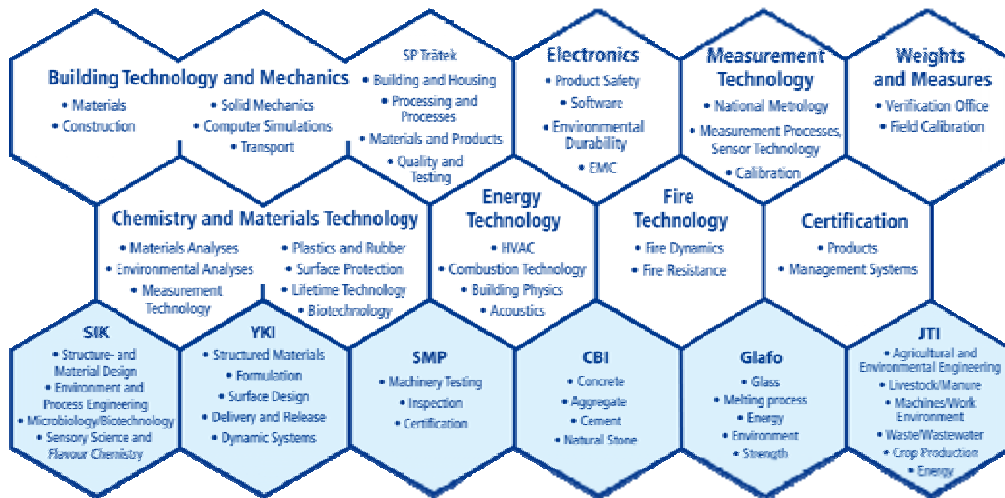 Building Technology and Mechanics
• Materials
• Construction
• Solid Mechanics
• Computer Simulations
• Transport
SP Trätek
• Building and Housing
• Processing and
Processes
• Materials and Products
• Quality and
Testing
Electronics
• Product Safety
• Software
• Environmental
Durability
• EMC
Measurement
Technology
• National Metrology
• Measurement Processes,
Sensor Technology
• Calibration
Weights
and Measures
• Verification Office
• Field Calibration
Chemistry and Materials Technology
• Materials Analyses
• Environmental Analyses
• Measurement
Technology
• Plastics and Rubber
• Surface Protection
• Lifetime Technology
• Biotechnology
Energy
Technology
• HVAC
• Combustion Technology
• Building Physics
• Acoustics
Fire
Technology
• Fire Dynamics
• Fire Resistance
Certification
• Products
• Management Systems
SIK
• Structure- and
Material Design
• Environment and
Process Engineering
• Microbiology/Biotechnology
• Sensory Science and
Flavour Chemistry
YKI
• Structured Materials
• Formulation
• Surface Design
• Delivery and Release
• Dynamic Systems
SMP
• Machinery Testing
• Inspection
• Certification
CBI
• Concrete
• Aggregate
• Cement
• Natural Stone
Glafo
• Glass
• Melting process
• Energy
• Environment
• Strength
JTI
• Agricultural and
Environmental Engineering
• Livestock/Manure
• Machines/Work
Environment
• Waste/Wastewater
• Crop Production
• Energy